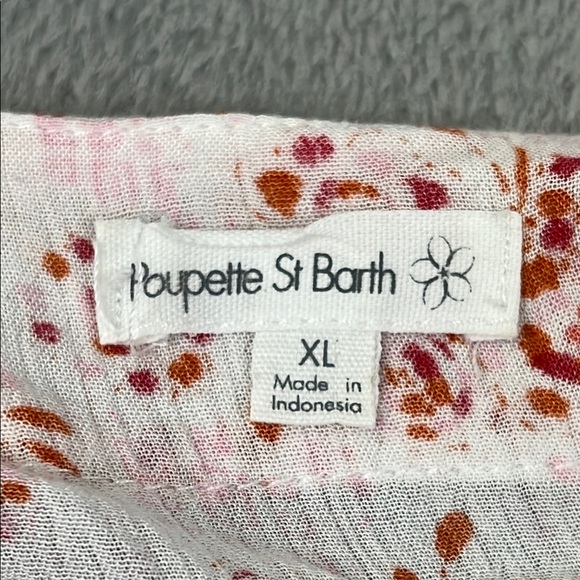 Poupette St Barth
XL
Made in
Indonesia